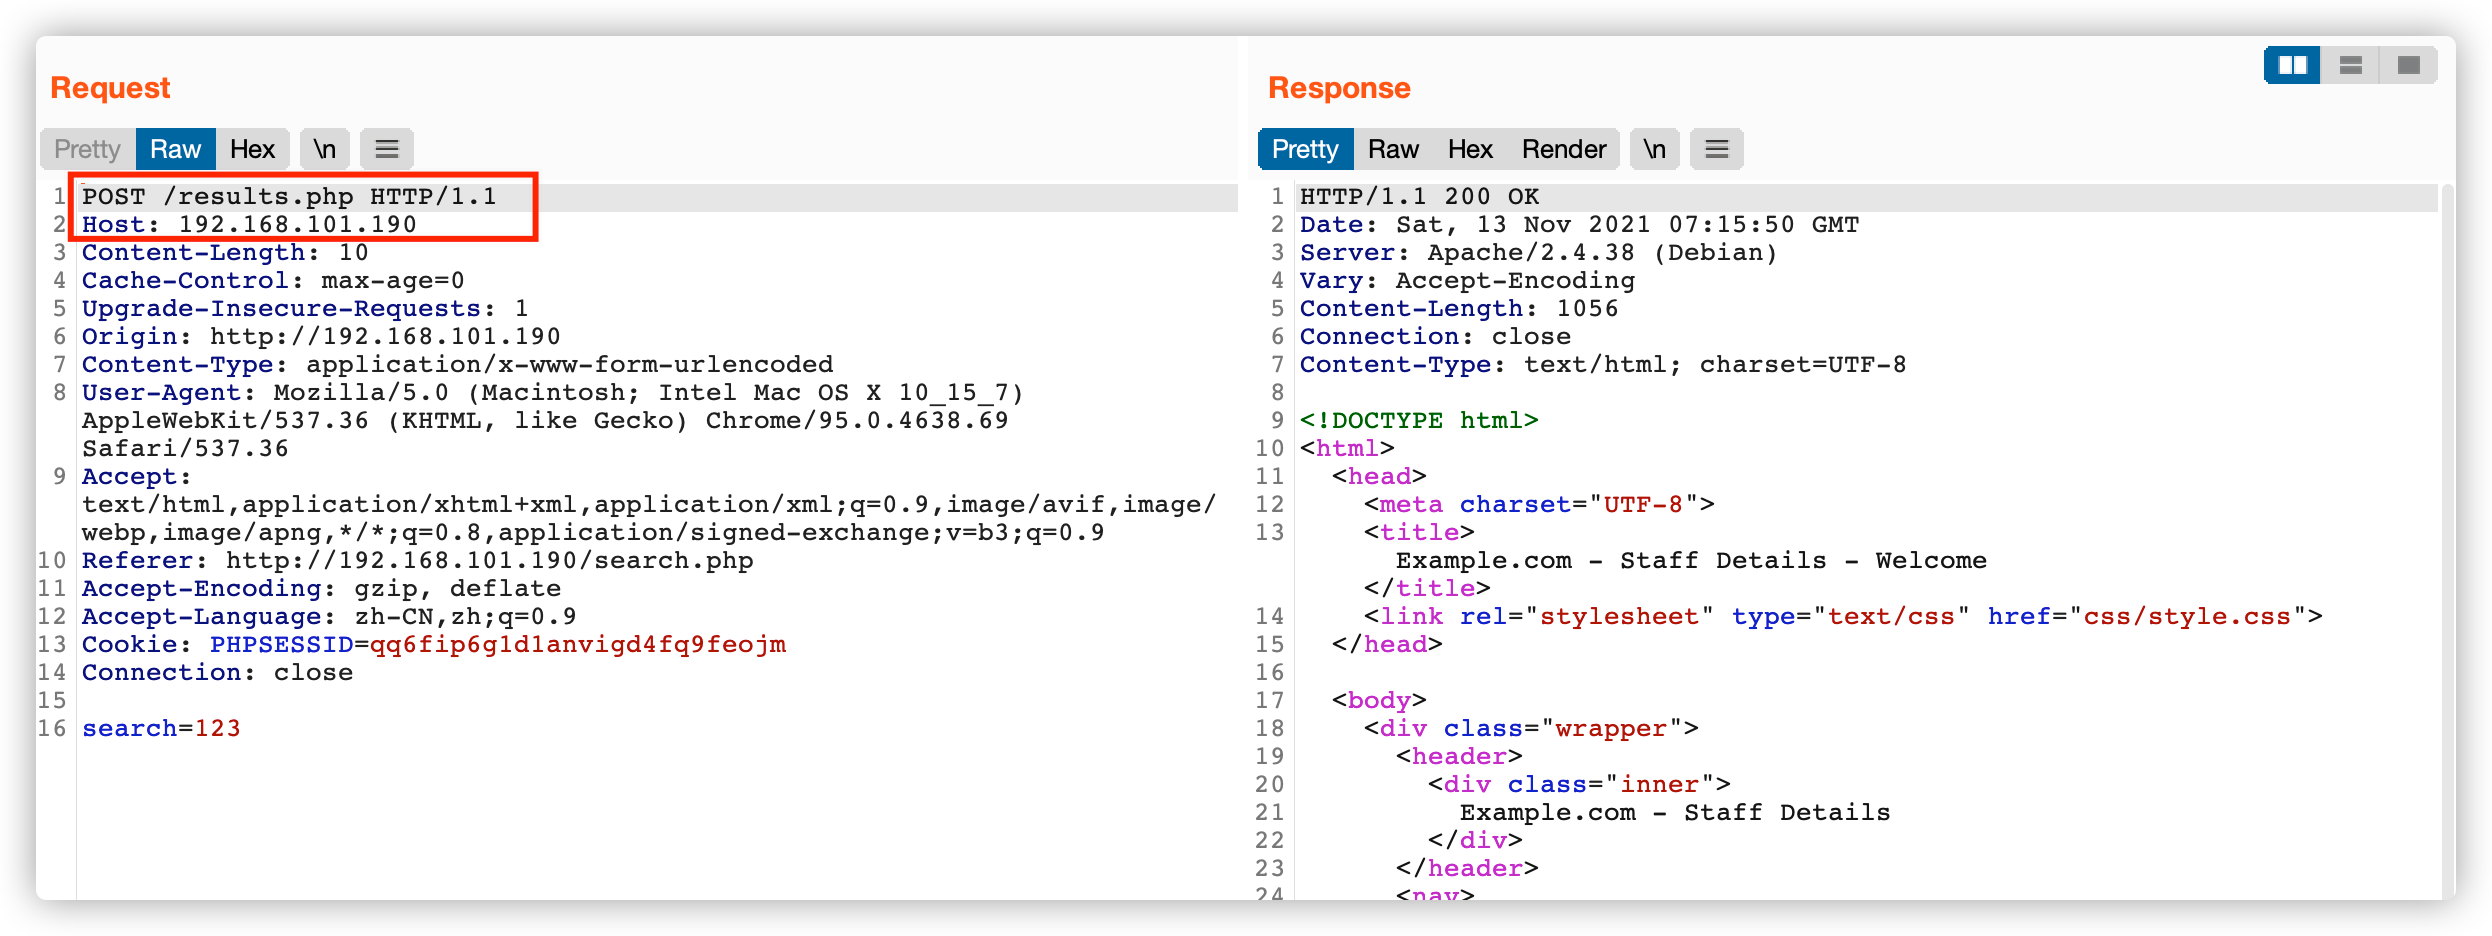 Request
Pretty Raw Hex \n ≡
1 POST /results.php HTTP/1.1
2 Host: 192.168.101.190
3 Content-Length: 10
4 Cache-Control: max-age=0
5 Upgrade-Insecure-Requests: 1
6 Origin: http://192.168.101.190
7 Content-Type: application/x-www-form-urlencoded
8 User-Agent: Mozilla/5.0 (Macintosh; Intel Mac OS X 10_15_7)
AppleWebKit/537.36 (KHTML, like Gecko) Chrome/95.0.4638.69
Safari/537.36
9 Accept:
text/html,application/xhtml+xml,application/xml;q=0.9,image/avif,image/
webp,image/apng,*/*;q=0.8,application/signed-exchange;v=b3;q=0.9
10 Referer: http://192.168.101.190/search.php
11 Accept-Encoding: gzip, deflate
12 Accept-Language: zh-CN,zh;q=0.9
13 Cookie: PHPSESSID=qq6fip6g1d1anvigd4fq9feojm
14 Connection: close
15
16 search=123
Response
Pretty Raw Hex Render \n ≡
1 HTTP/1.1 200 OK
2 Date: Sat, 13 Nov 2021 07:15:50 GMT
3 Server: Apache/2.4.38 (Debian)
4 Vary: Accept-Encoding
5 Content-Length: 1056
6 Connection: close
7 Content-Type: text/html; charset=UTF-8
8
9 <!DOCTYPE html>
10 <html>
11 <head>
12 <meta charset="UTF-8">
13 <title>
Example.com - Staff Details - Welcome
</title>
14 <link rel="stylesheet" type="text/css" href="css/style.css">
15 </head>
16
17 <body>
18 <div class="wrapper">
19 <header>
20 <div class="inner">
21 Example.com - Staff Details
22 </div>
23 </header>
24 <nav>